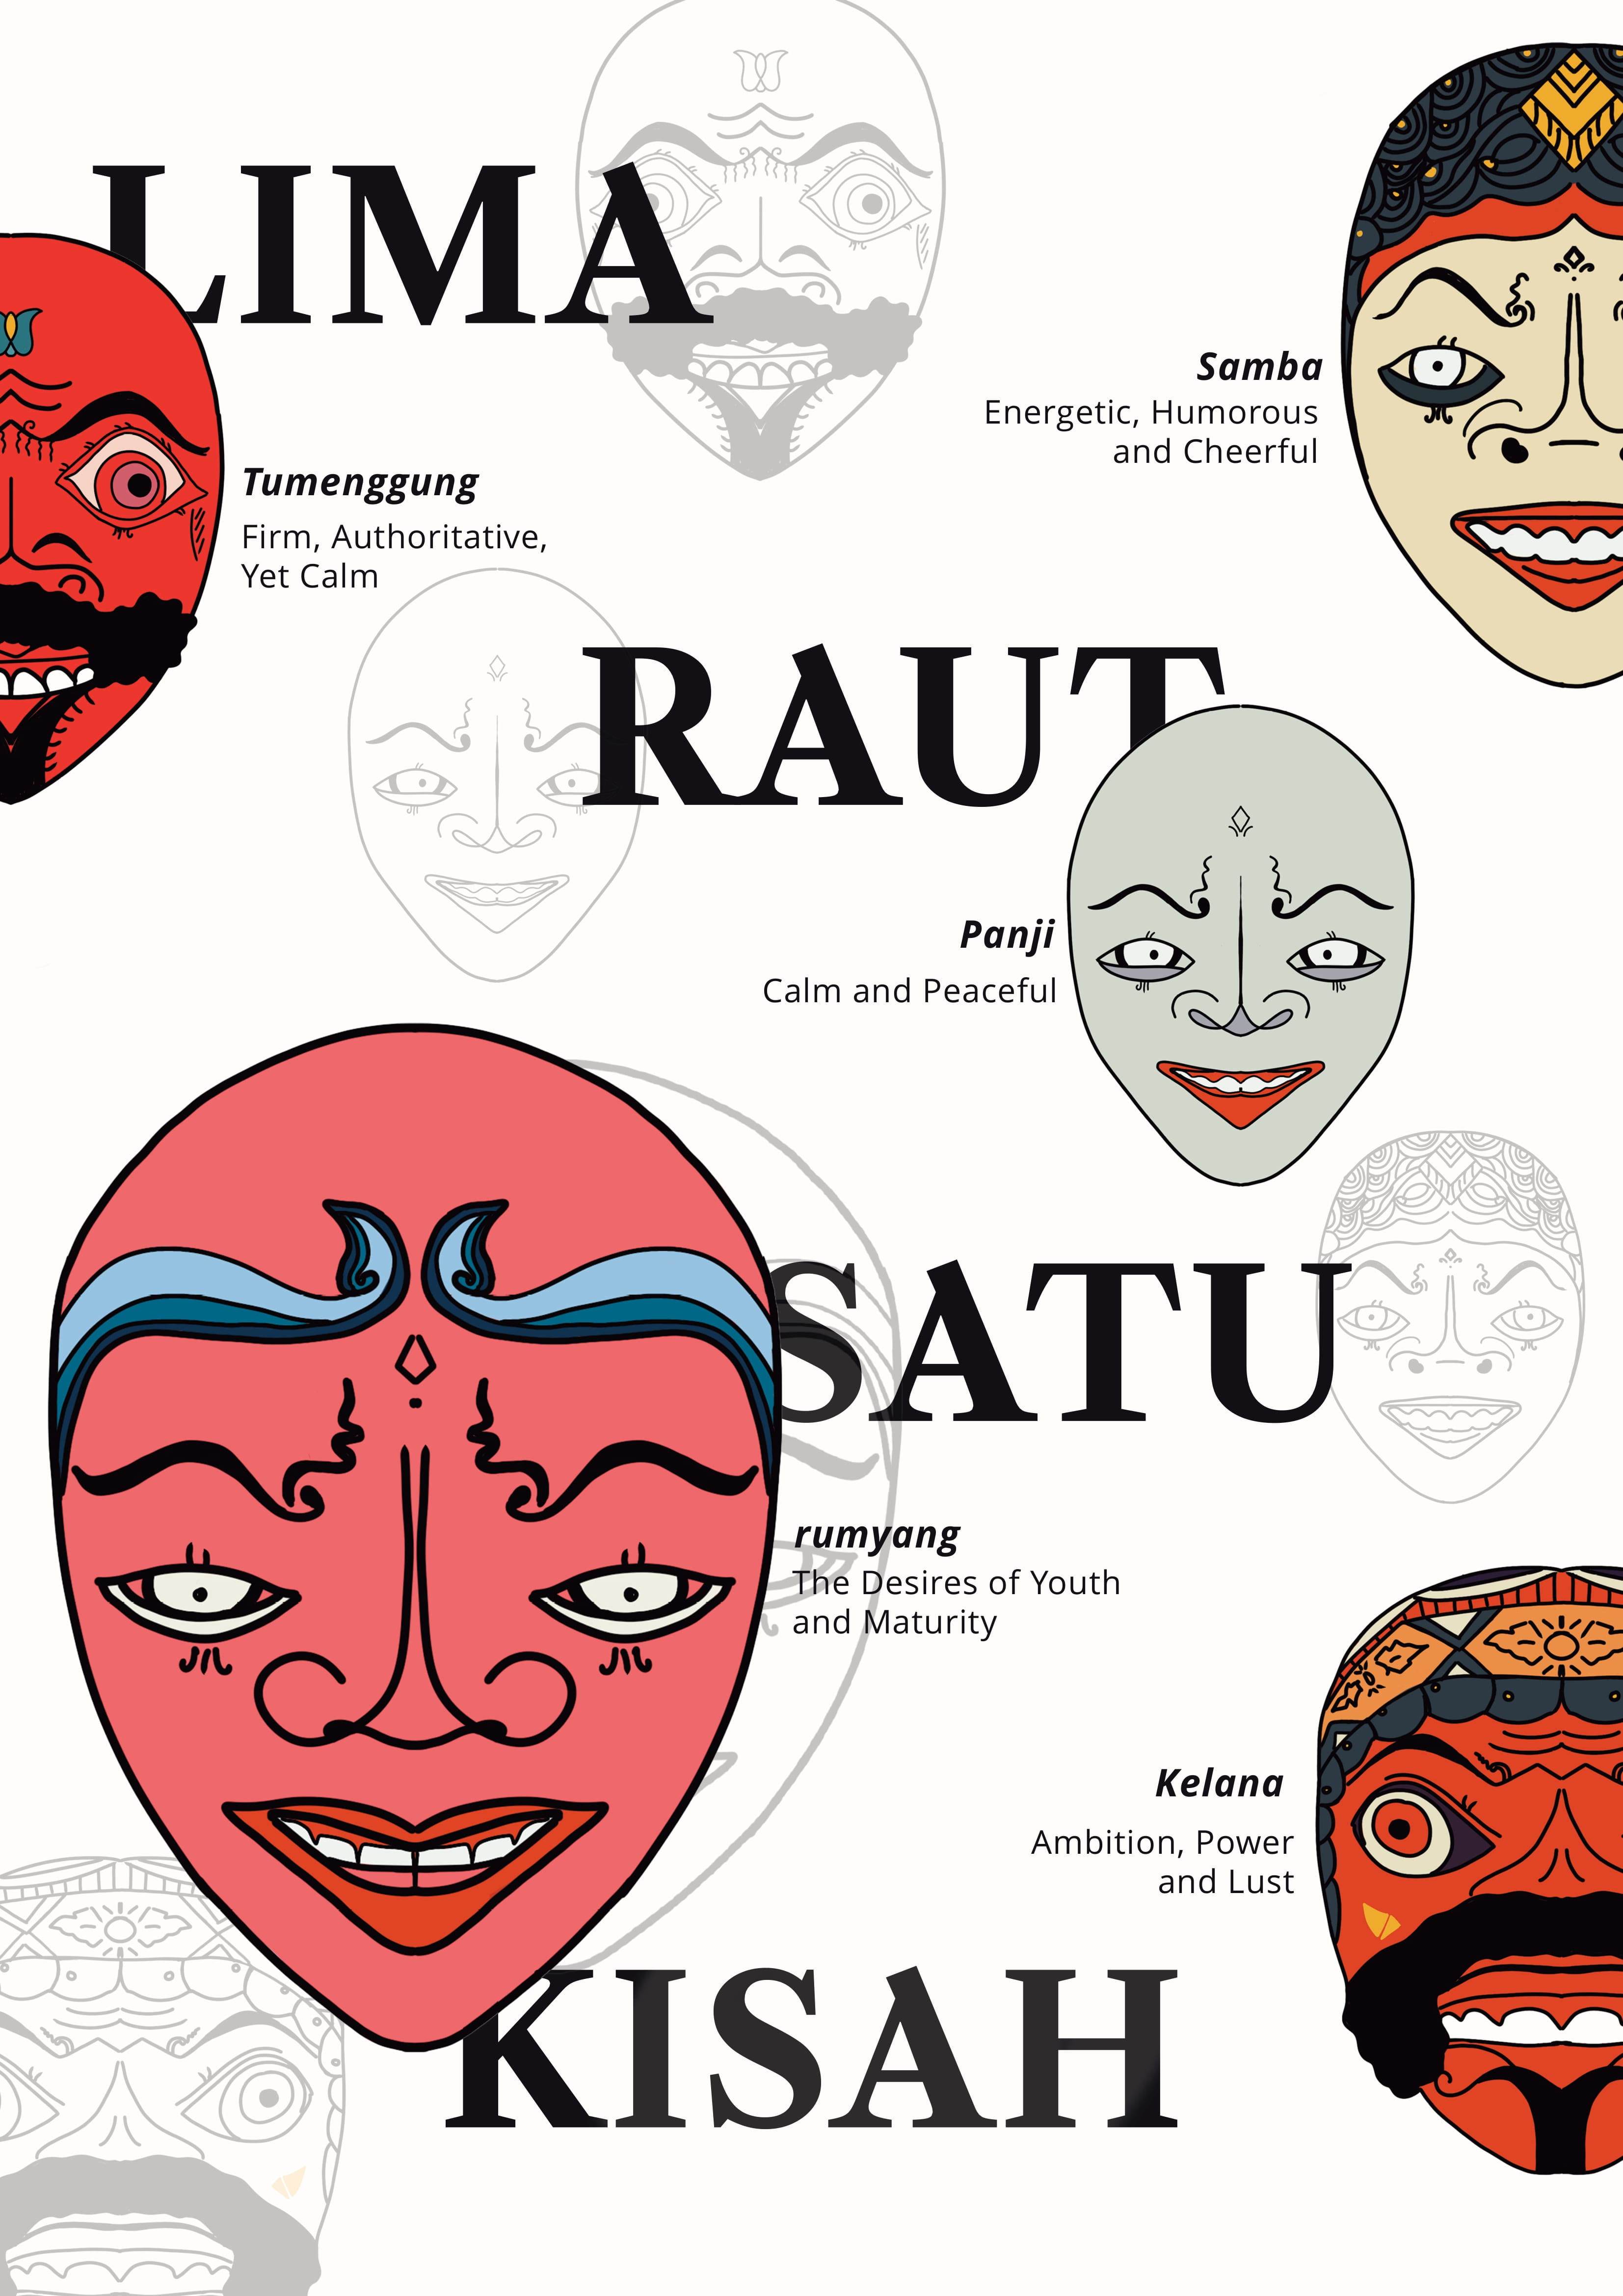 LIMA
Samba
Energetic, Humorous
and Cheerful
Tumenggung
Firm, Authoritative,
Yet Calm
RAUT
Panji
Calm and Peaceful
SATU
rumyang
The Desires of Youth
and Maturity
Kelana
Ambition, Power
and Lust
KISAH